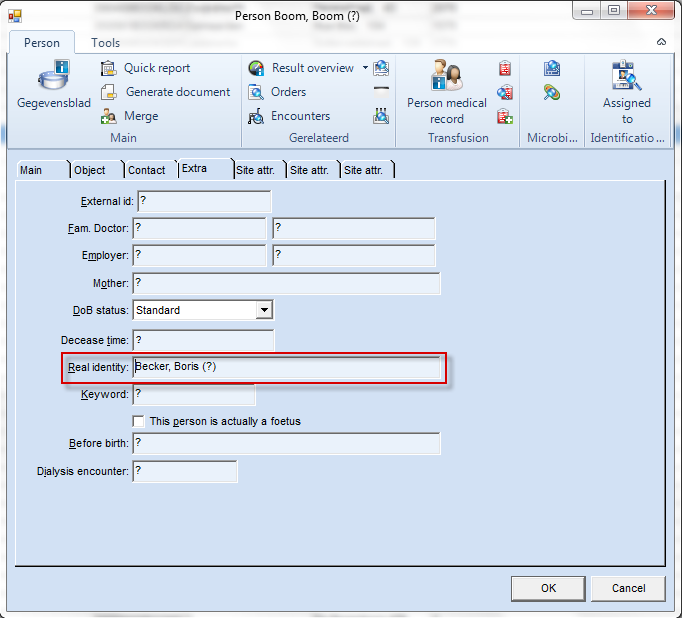 Person Boom, Boom (?)
Person Tools
Quick report
Generate document
Merge
Gegevensblad
Main
Result overview
Orders
Encounters
Gerelateerd
Person medical
record
Transfusion
Microbi...
Assigned
to
Identificatio ...
Main Object Contact Extra Site attr. Site attr. Site attr.
External id: ?
Fam. Doctor: ? ?
Employer: ? ?
Mother: ?
DoB status: Standard
Decease time: ?
Real identity: Becker, Boris (?)
Keyword: ?
This person is actually a foetus
Before birth: ?
Dialysis encounter: ?
OK Cancel